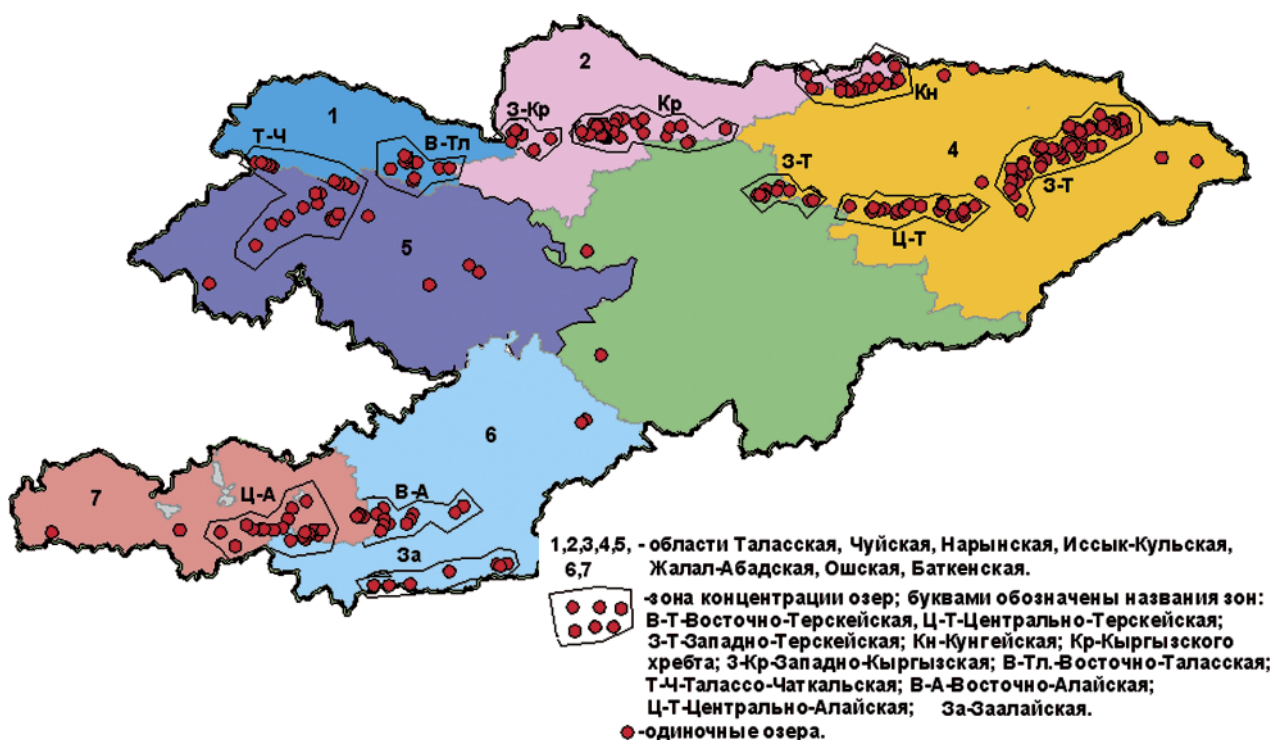 2
Кн
З-Кр
Кр
1
Т-Ч
В-Тл
4
З-Т
З-Т
Ц-Т
5
6
7
Ц-А
В-А
За
1,2,3,4,5, - области Таласская, Чуйская, Нарынская, Иссык-Кульская,
6,7 Жалал-Абадская, Ошская, Баткенская.
-зона концентрации озер; буквами обозначены названия зон:
В-Т-Восточно-Терскейская, Ц-Т-Центрально-Терскейская;
З-Т-Западно-Терскейская; Кн-Кунгейская; Кр-Кыргызского
хребта; З-Кр-Западно-Кыргызская; В-Тл.-Восточно-Таласская;
Т-Ч-Талассо-Чаткальская; В-А-Восточно-Алайская;
Ц-Т-Центрально-Алайская; За-Заалайская.
-одиночные озера.